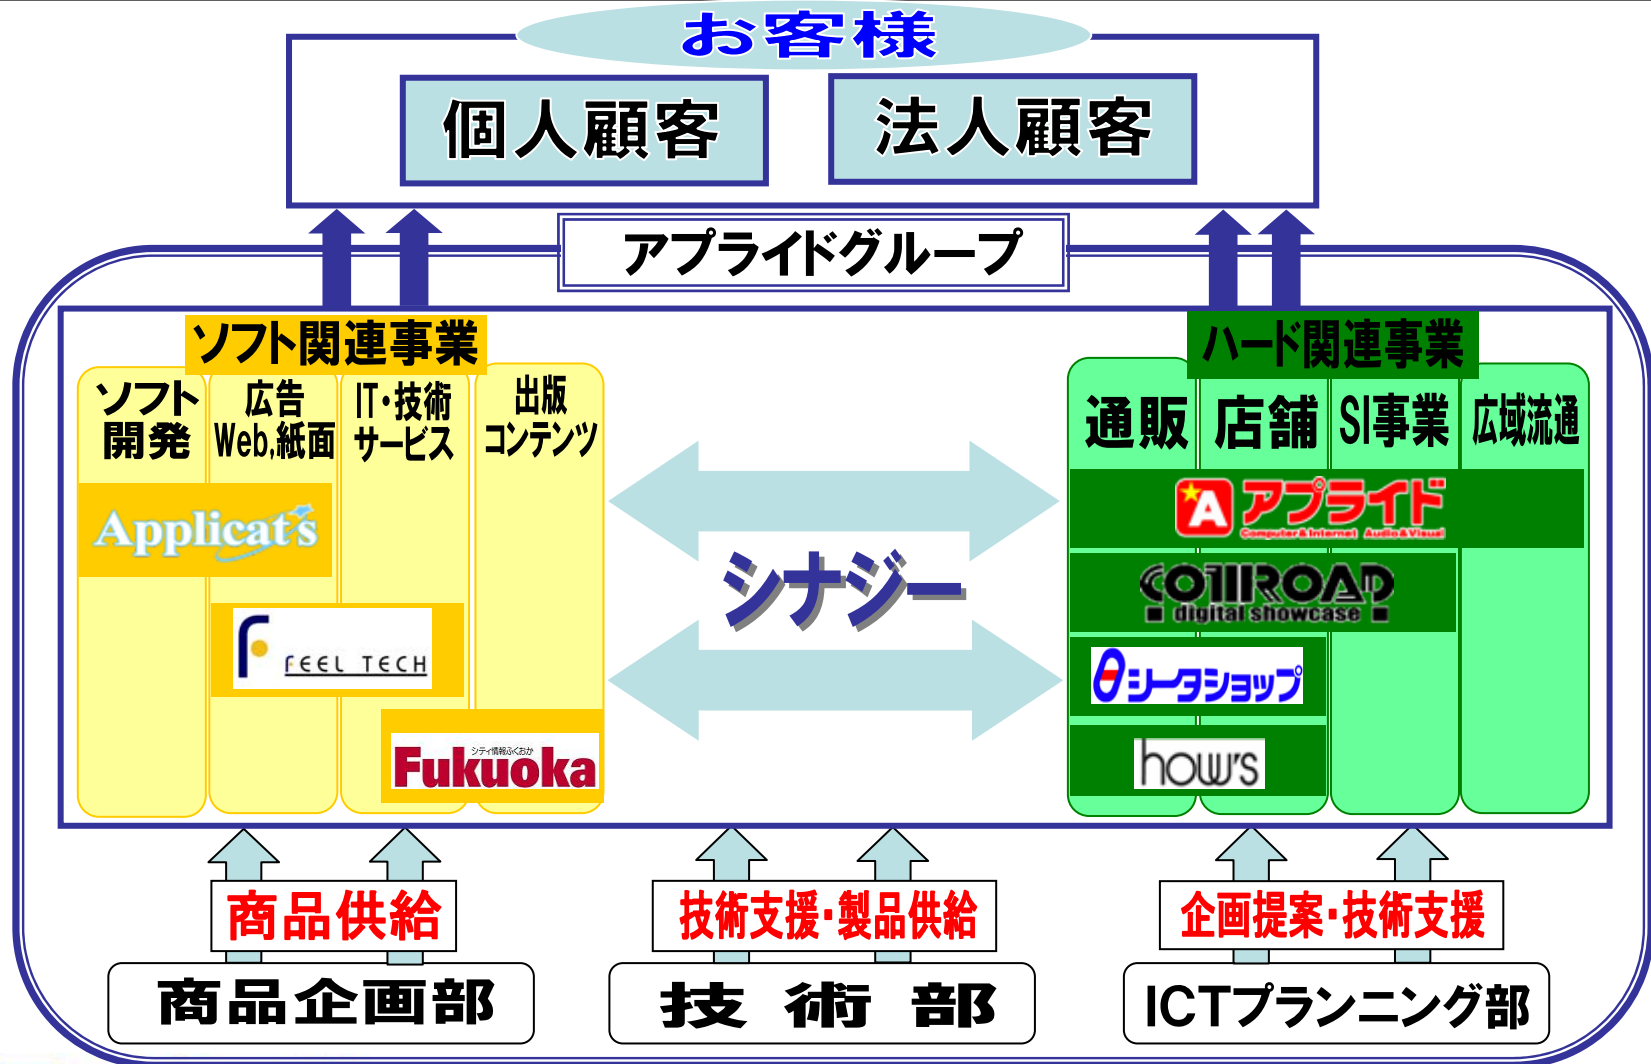 お客様
個人顧客
法人顧客
アプライドグループ
ソフト関連事業
ソフト
開発
広告
Web,紙面
IT・技術
サービス
出版
コンテンツ
Applicat's
FEEL TECH
シティ情報ふくおか
Fukuoka
シナジー
ハード関連事業
通販
店舗
SI事業
広域流通
A アプライド
Computer & Internet Audio & Visual
COMROAD
digital showcase
シータショップ
how's
商品供給
技術支援・製品供給
企画提案・技術支援
商品企画部
技術部
ICTプランニング部